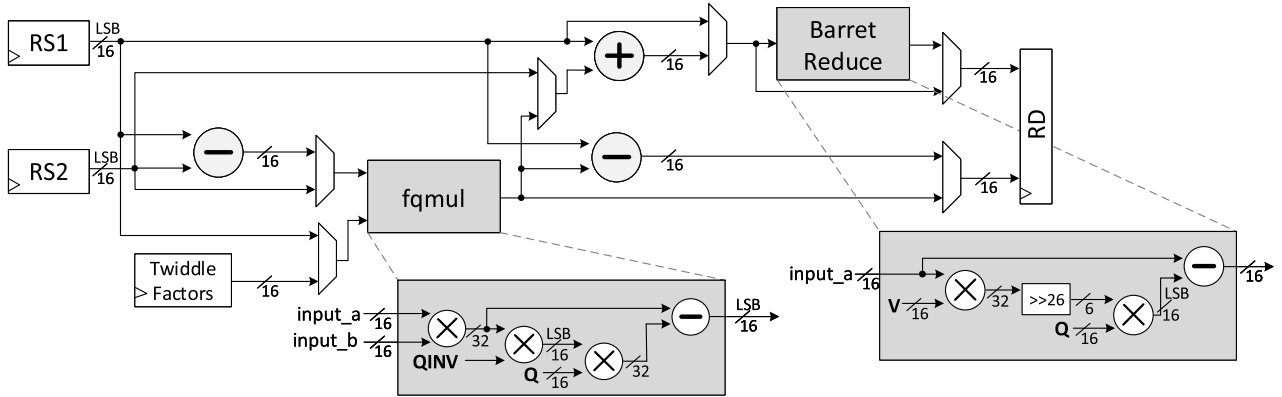 RS1
LSB
16
+
16
Barret
Reduce
16
RD
RS2
LSB
16
−
16
−
16
16
fqmul
Twiddle
Factors
16
input_a
16
input_b
16
×
32
QINV
×
LSB
16
Q
16
×
32
−
LSB
16
input_a
16
V
16
×
32
>>26
6
Q
16
×
LSB
16
−
16